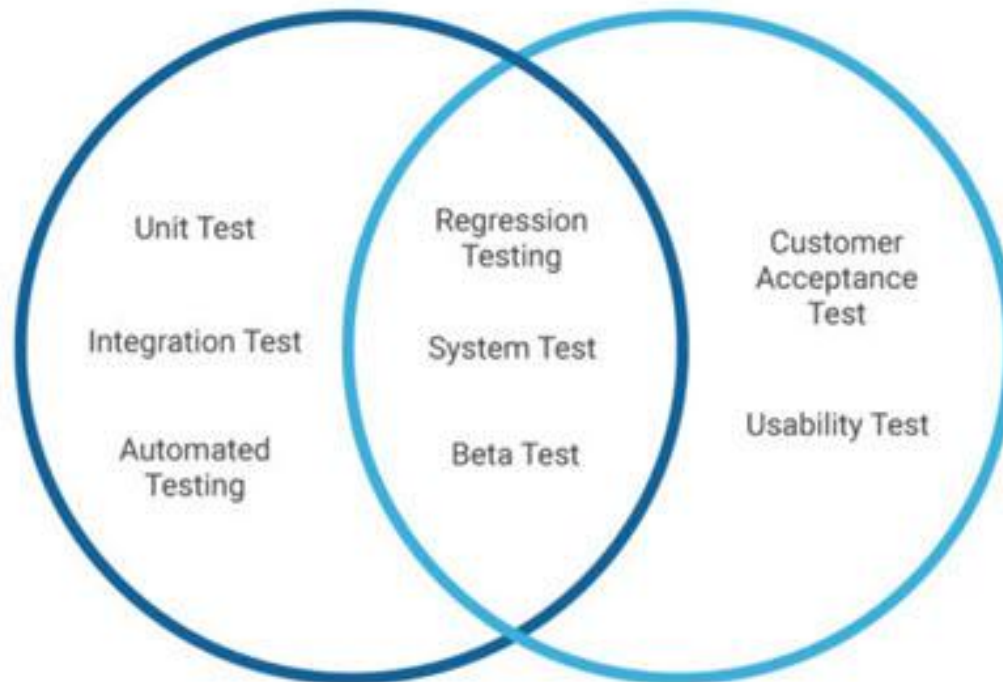 Unit Test
Integration Test
Automated
Testing
Regression
Testing
System Test
Beta Test
Customer
Acceptance
Test
Usability Test